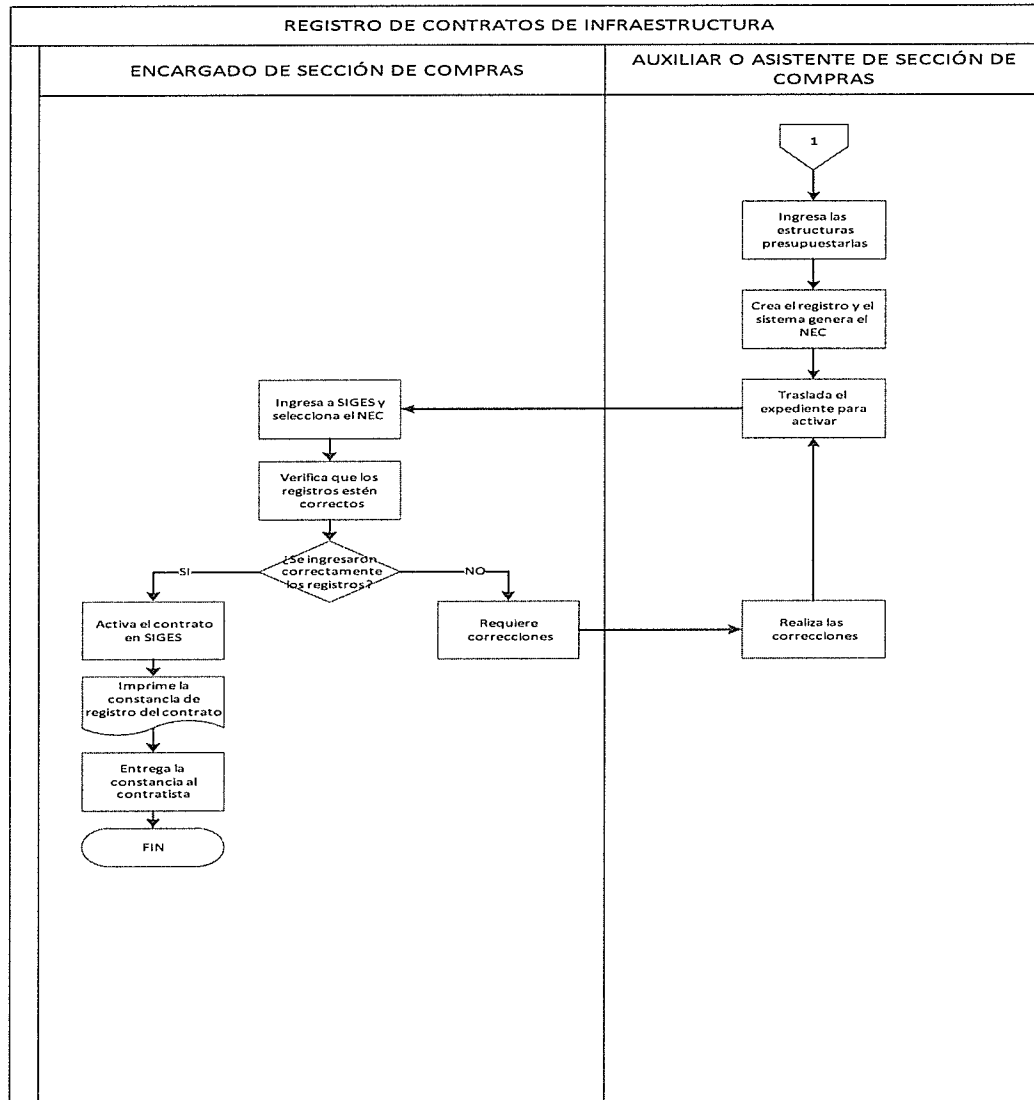 REGISTRO DE CONTRATOS DE INFRAESTRUCTURA
ENCARGADO DE SECCIÓN DE COMPRAS
AUXILIAR O ASISTENTE DE SECCIÓN DE
COMPRAS
1
Ingresa las
estructuras
presupuestarias
Crea el registro y el
sistema genera el
NEC
Traslada el
expediente para
activar
Ingresa a SIGES y
selecciona el NEC
Verifica que los
registros estén
correctos
¿Se ingresaron
correctamente
los registros?
SI
NO
Activa el contrato
en SIGES
Requiere
correcciones
Realiza las
correcciones
Imprime la
constancia de
registro del contrato
Entrega la
constancia al
contratista
FIN